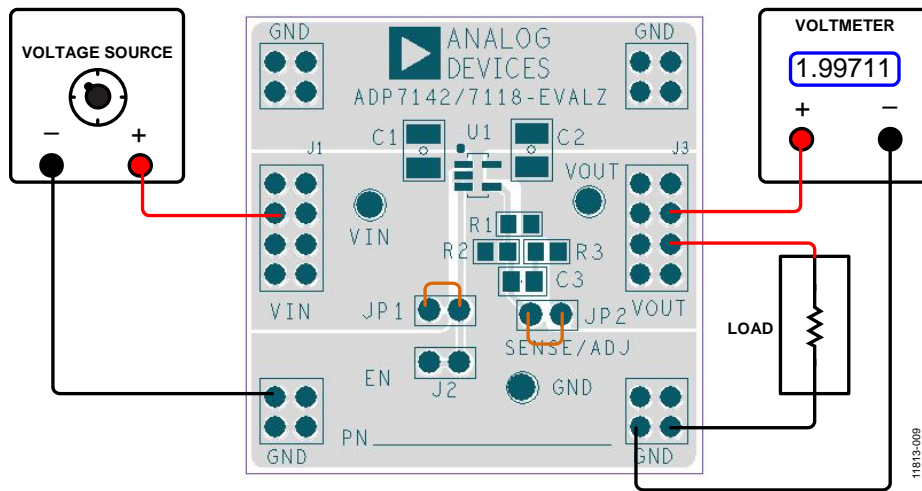 VOLTAGE SOURCE
− +
GND
ANALOG
DEVICES
ADP7142/7118-EVALZ
GND
VOLTMETER
1.99711
+ −
J1
C1
U1
C2
J3
VIN
VOUT
R1
R2
R3
C3
VIN
JP1
JP2
VOUT
SENSE/ADJ
LOAD
EN
J2
GND
PN
GND
GND
11813-009